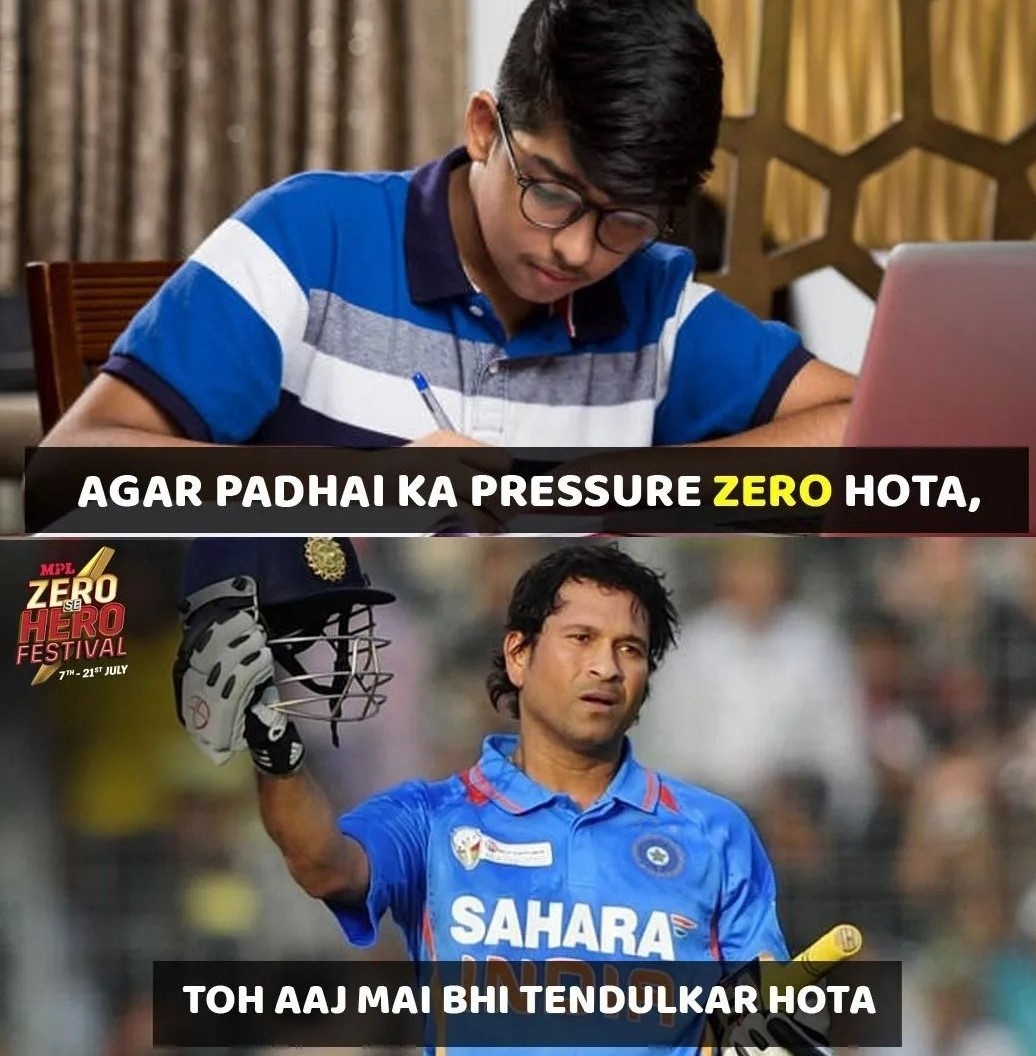 AGAR PADHAI KA PRESSURE ZERO HOTA,
MPL
ZERO
SE
HERO
FESTIVAL
7TH - 21ST JULY
SAHARA
INDIA
TOH AAJ MAI BHI TENDULKAR HOTA